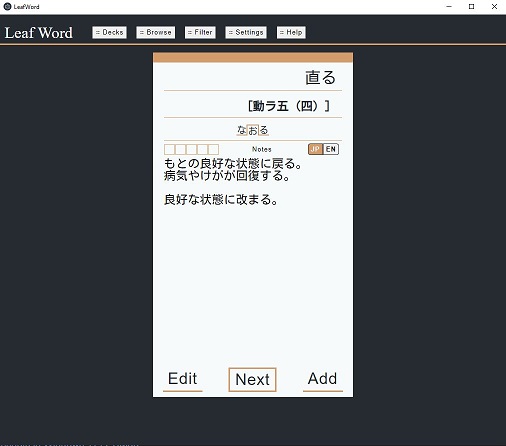 LeafWord
Leaf Word
= Decks
= Browse
= Filter
= Settings
= Help
直る
［動ラ五（四）］
なおる
Notes
JP EN
もとの良好な状態に戻る。
病気やけがが回復する。
良好な状態に改まる。
Edit
Next
Add